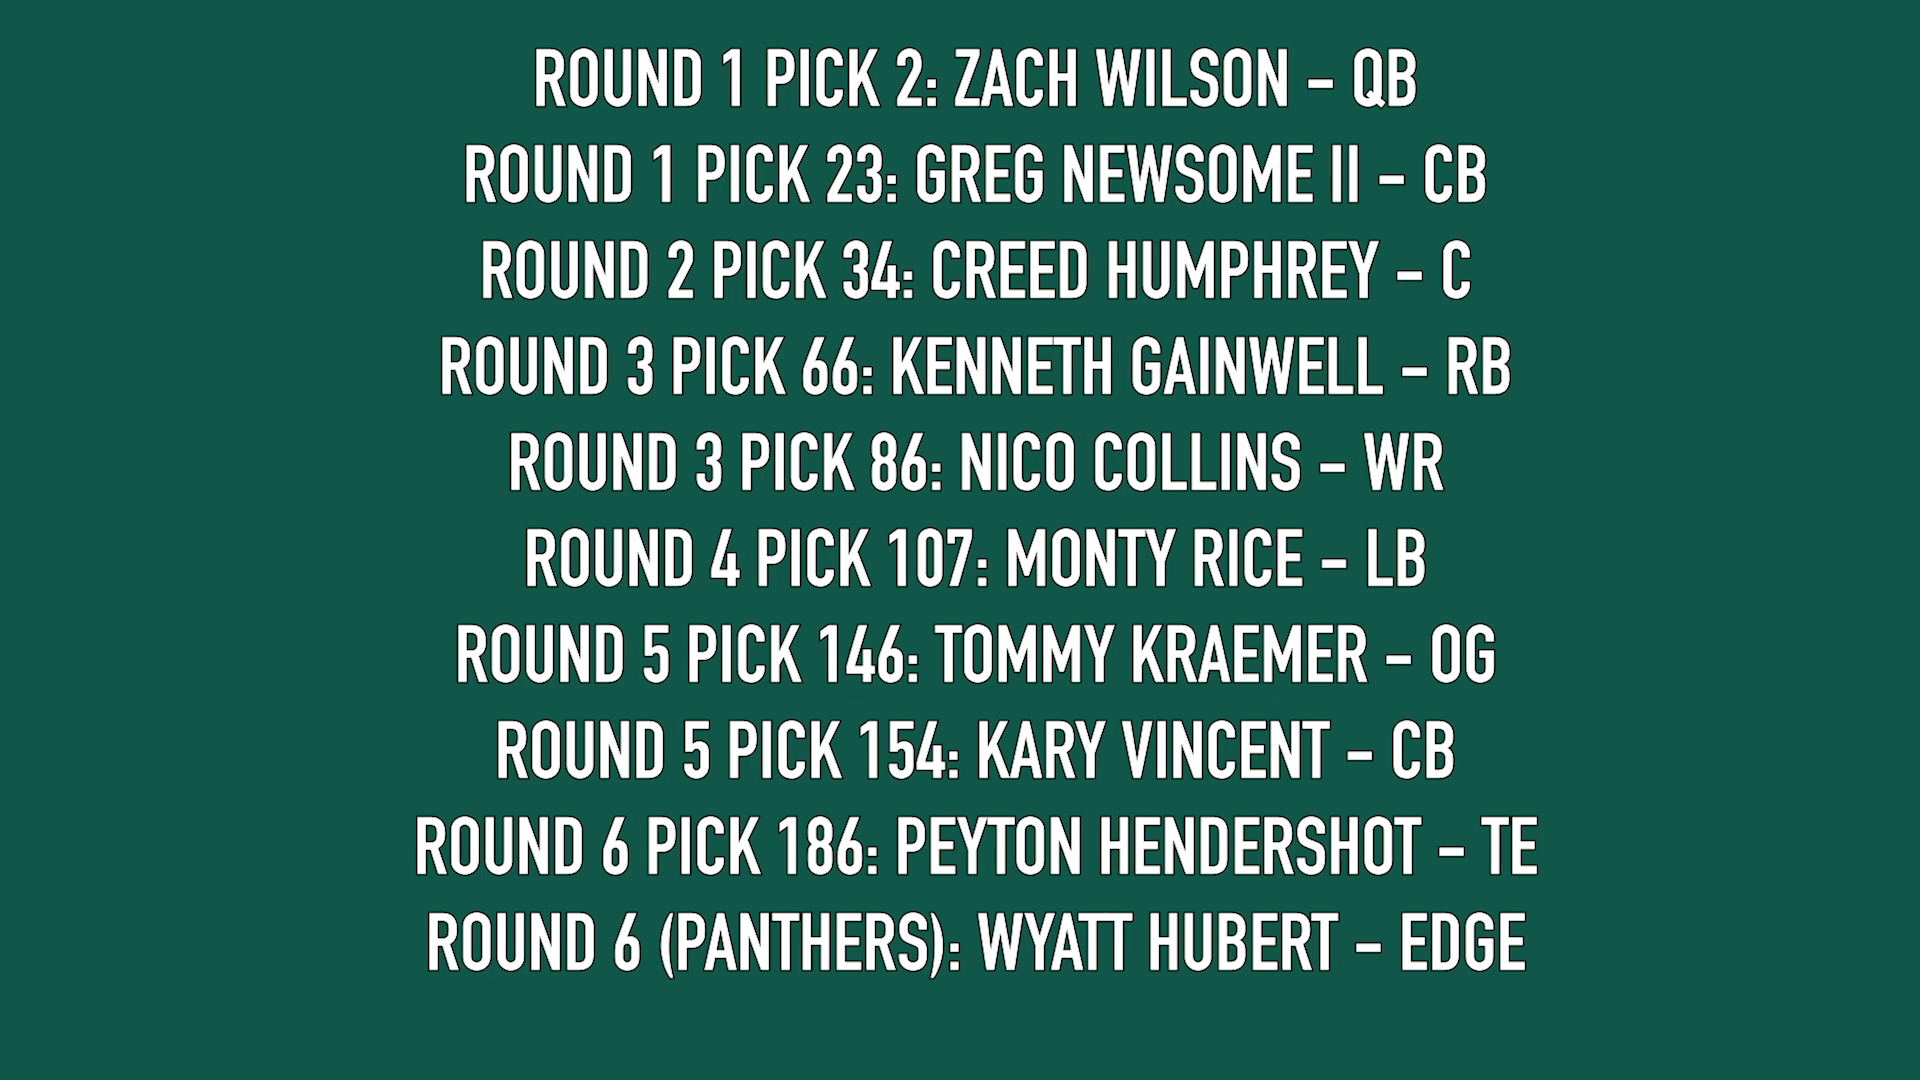 ROUND 1 PICK 2: ZACH WILSON – QB
ROUND 1 PICK 23: GREG NEWSOME II – CB
ROUND 2 PICK 34: CREED HUMPHREY – C
ROUND 3 PICK 66: KENNETH GAINWELL – RB
ROUND 3 PICK 86: NICO COLLINS – WR
ROUND 4 PICK 107: MONTY RICE – LB
ROUND 5 PICK 146: TOMMY KRAEMER – OG
ROUND 5 PICK 154: KARY VINCENT – CB
ROUND 6 PICK 186: PEYTON HENDERSHOT – TE
ROUND 6 (PANTHERS): WYATT HUBERT – EDGE